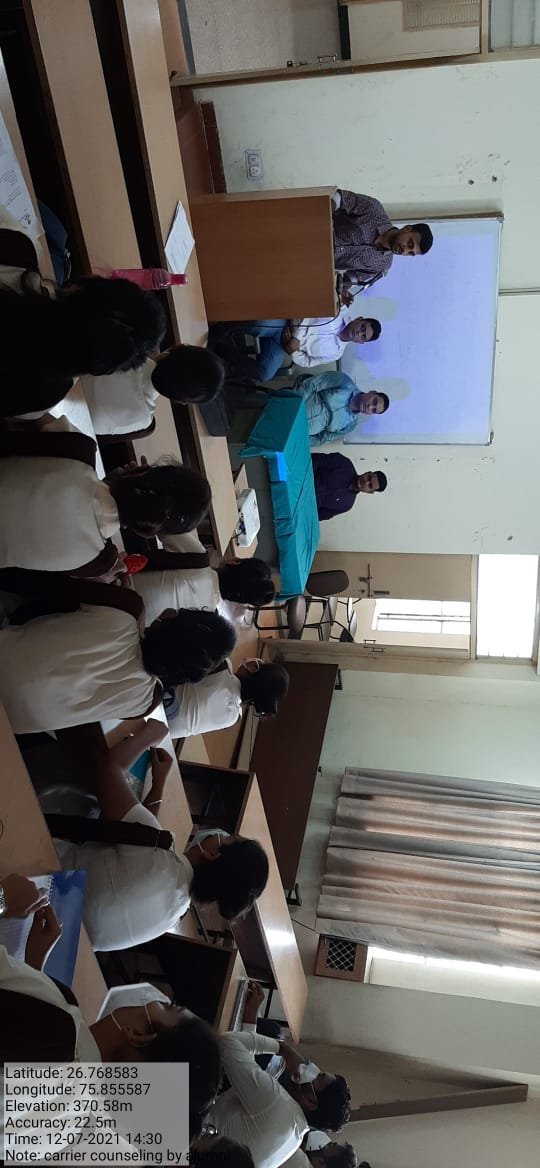 Latitude: 26.768583
Longitude: 75.855587
Elevation: 370.58m
Accuracy: 22.5m
Time: 12-07-2021 14:30
Note: carrier counseling by alumni